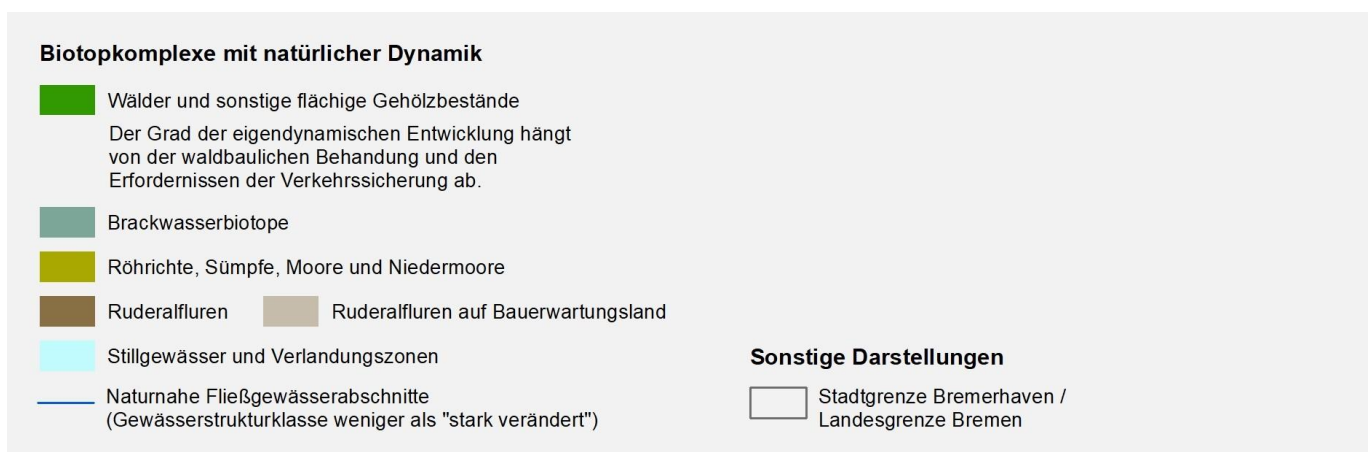 Biotopkomplexe mit natürlicher Dynamik
Wälder und sonstige flächige Gehölzbestände
Der Grad der eigendynamischen Entwicklung hängt
von der waldbaulichen Behandung und den
Erfordernissen der Verkehrssicherung ab.
Brackwasserbiotope
Röhrichte, Sümpfe, Moore und Niedermoore
Ruderalfluren
Ruderalfluren auf Bauerwartungsland
Stillgewässer und Verlandungszonen
Naturnahe Fließgewässerabschnitte
(Gewässerstrukturklasse weniger als "stark verändert")
Sonstige Darstellungen
Stadtgrenze Bremerhaven /
Landesgrenze Bremen